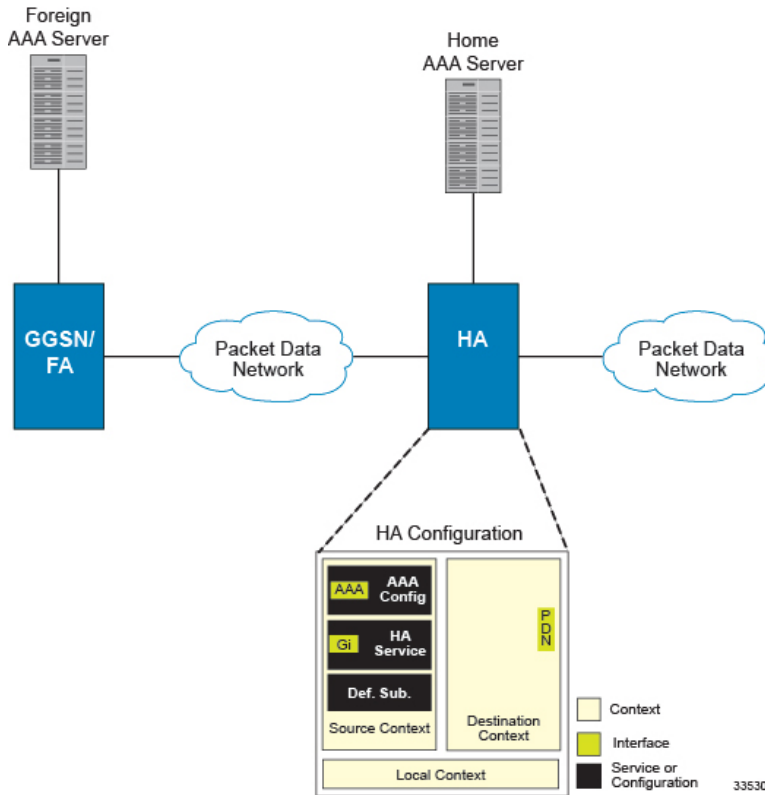 Foreign
AAA Server
Home
AAA Server
GGSN/
FA
Packet Data
Network
HA
Packet Data
Network
HA Configuration
AAA
AAA
Config
Gi
HA
Service
Def. Sub.
Source Context
P
D
N
Destination
Context
Local Context
Context
Interface
Service or
Configuration
33530